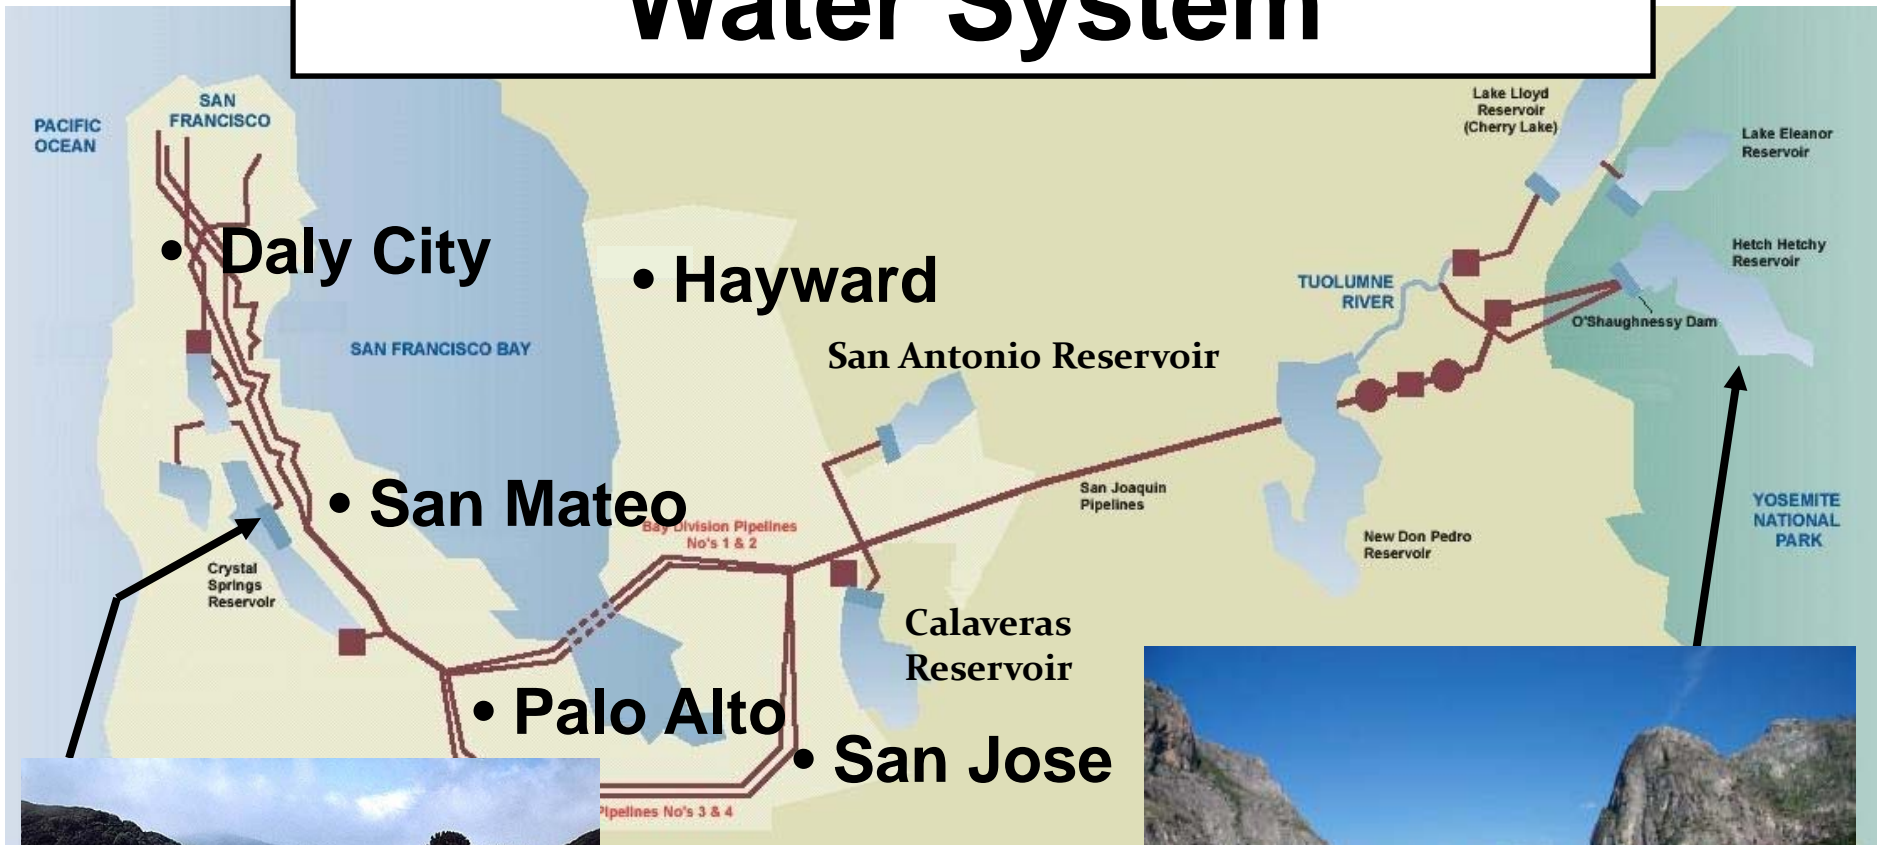 Water System
SAN
FRANCISCO
PACIFIC
OCEAN
Lake Lloyd
Reservoir
(Cherry Lake)
Lake Eleanor
Reservoir
• Daly City
• Hayward
Hetch Hetchy
Reservoir
TUOLUMNE
RIVER
O'Shaughnessy Dam
SAN FRANCISCO BAY
San Antonio Reservoir
• San Mateo
San Joaquin
Pipelines
YOSEMITE
NATIONAL
PARK
Bay Division Pipelines
No's 1 & 2
New Don Pedro
Reservoir
Crystal
Springs
Reservoir
Calaveras
Reservoir
• Palo Alto
• San Jose
Pipelines No's 3 & 4